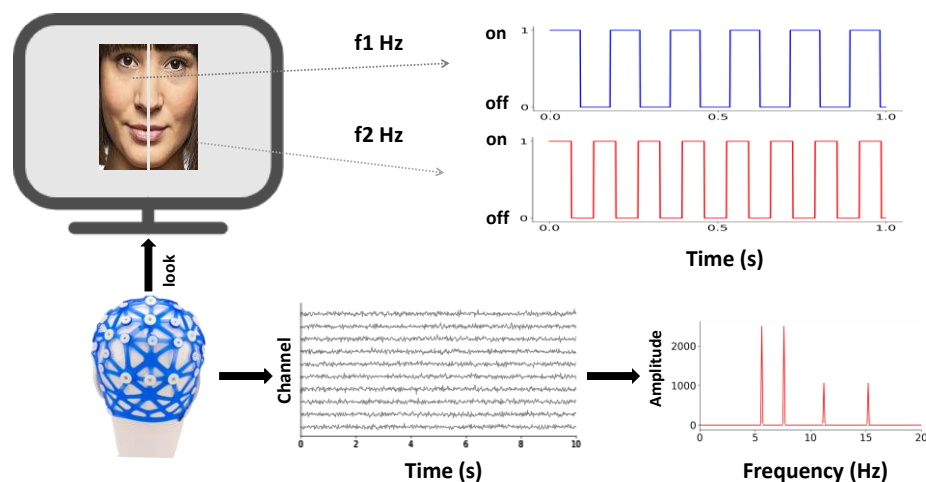 f1 Hz
f2 Hz
on
1
off
0
0.0 0.5 1.0
on
1
off
0
0.0 0.5 1.0
Time (s)
look
Channel
0 2 4 6 8 10
Time (s)
Amplitude
2000
1000
0
0 5 10 15 20
Frequency (Hz)